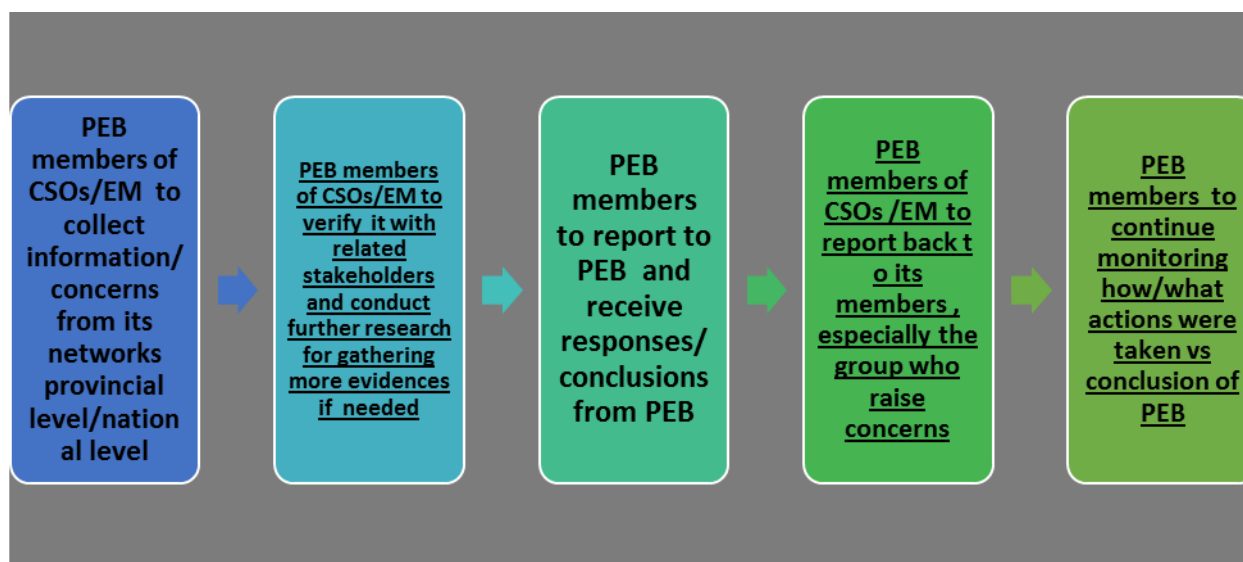 PEB
members of
CSOs/EM to
collect
information/
concerns
from its
networks
provincial
level/nation
al level
PEB members
of CSOs/EM to
verify it with
related
stakeholders
and conduct
further research
for gathering
more evidences
if needed
PEB
members
to report to
PEB and
receive
responses/
conclusions
from PEB
PEB
members of
CSOs /EM to
report back t
o its
members ,
especially the
group who
raise
concerns
PEB
members to
continue
monitoring
how/what
actions were
taken vs
conclusion of
PEB